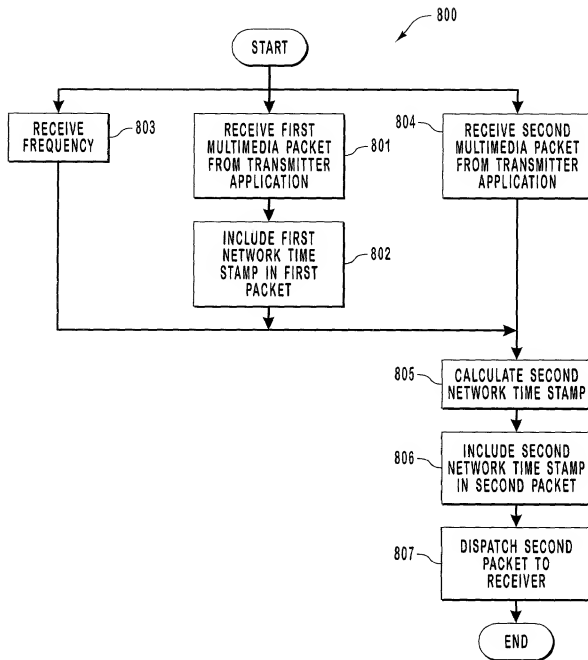 800
START
RECEIVE
FREQUENCY
803
RECEIVE FIRST
MULTIMEDIA PACKET
FROM TRANSMITTER
APPLICATION
801
804
RECEIVE SECOND
MULTIMEDIA PACKET
FROM TRANSMITTER
APPLICATION
INCLUDE FIRST
NETWORK TIME
STAMP IN FIRST
PACKET
802
805
CALCULATE SECOND
NETWORK TIME STAMP
806
INCLUDE SECOND
NETWORK TIME STAMP
IN SECOND PACKET
807
DISPATCH SECOND
PACKET TO
RECEIVER
END